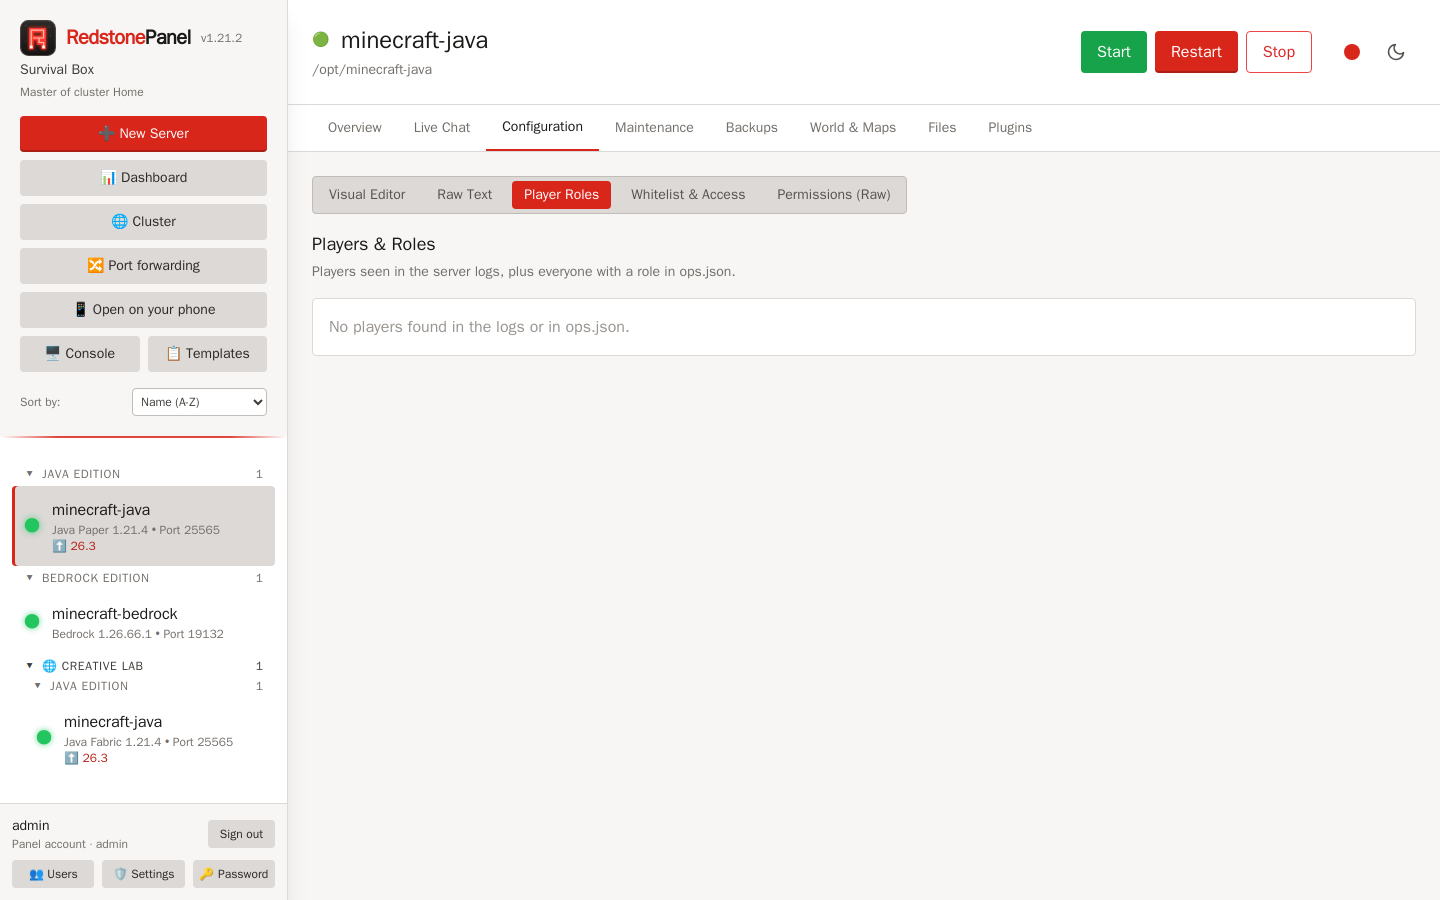 RedstonePanel v1.21.2
Survival Box
Master of cluster Home
➕ New Server
📊 Dashboard
🌐 Cluster
🔀 Port forwarding
📱 Open on your phone
🖥️ Console
📋 Templates
Sort by:
Name (A-Z)
JAVA EDITION 1
minecraft-java
Java Paper 1.21.4 • Port 25565
⬆️ 26.3
BEDROCK EDITION 1
minecraft-bedrock
Bedrock 1.26.66.1 • Port 19132
🌐 CREATIVE LAB 1
JAVA EDITION 1
minecraft-java
Java Fabric 1.21.4 • Port 25565
⬆️ 26.3
admin
Panel account · admin
Sign out
👥 Users
🛡️ Settings
🔑 Password
minecraft-java
/opt/minecraft-java
Start
Restart
Stop
Overview
Live Chat
Configuration
Maintenance
Backups
World & Maps
Files
Plugins
Visual Editor
Raw Text
Player Roles
Whitelist & Access
Permissions (Raw)
Players & Roles
Players seen in the server logs, plus everyone with a role in ops.json.
No players found in the logs or in ops.json.